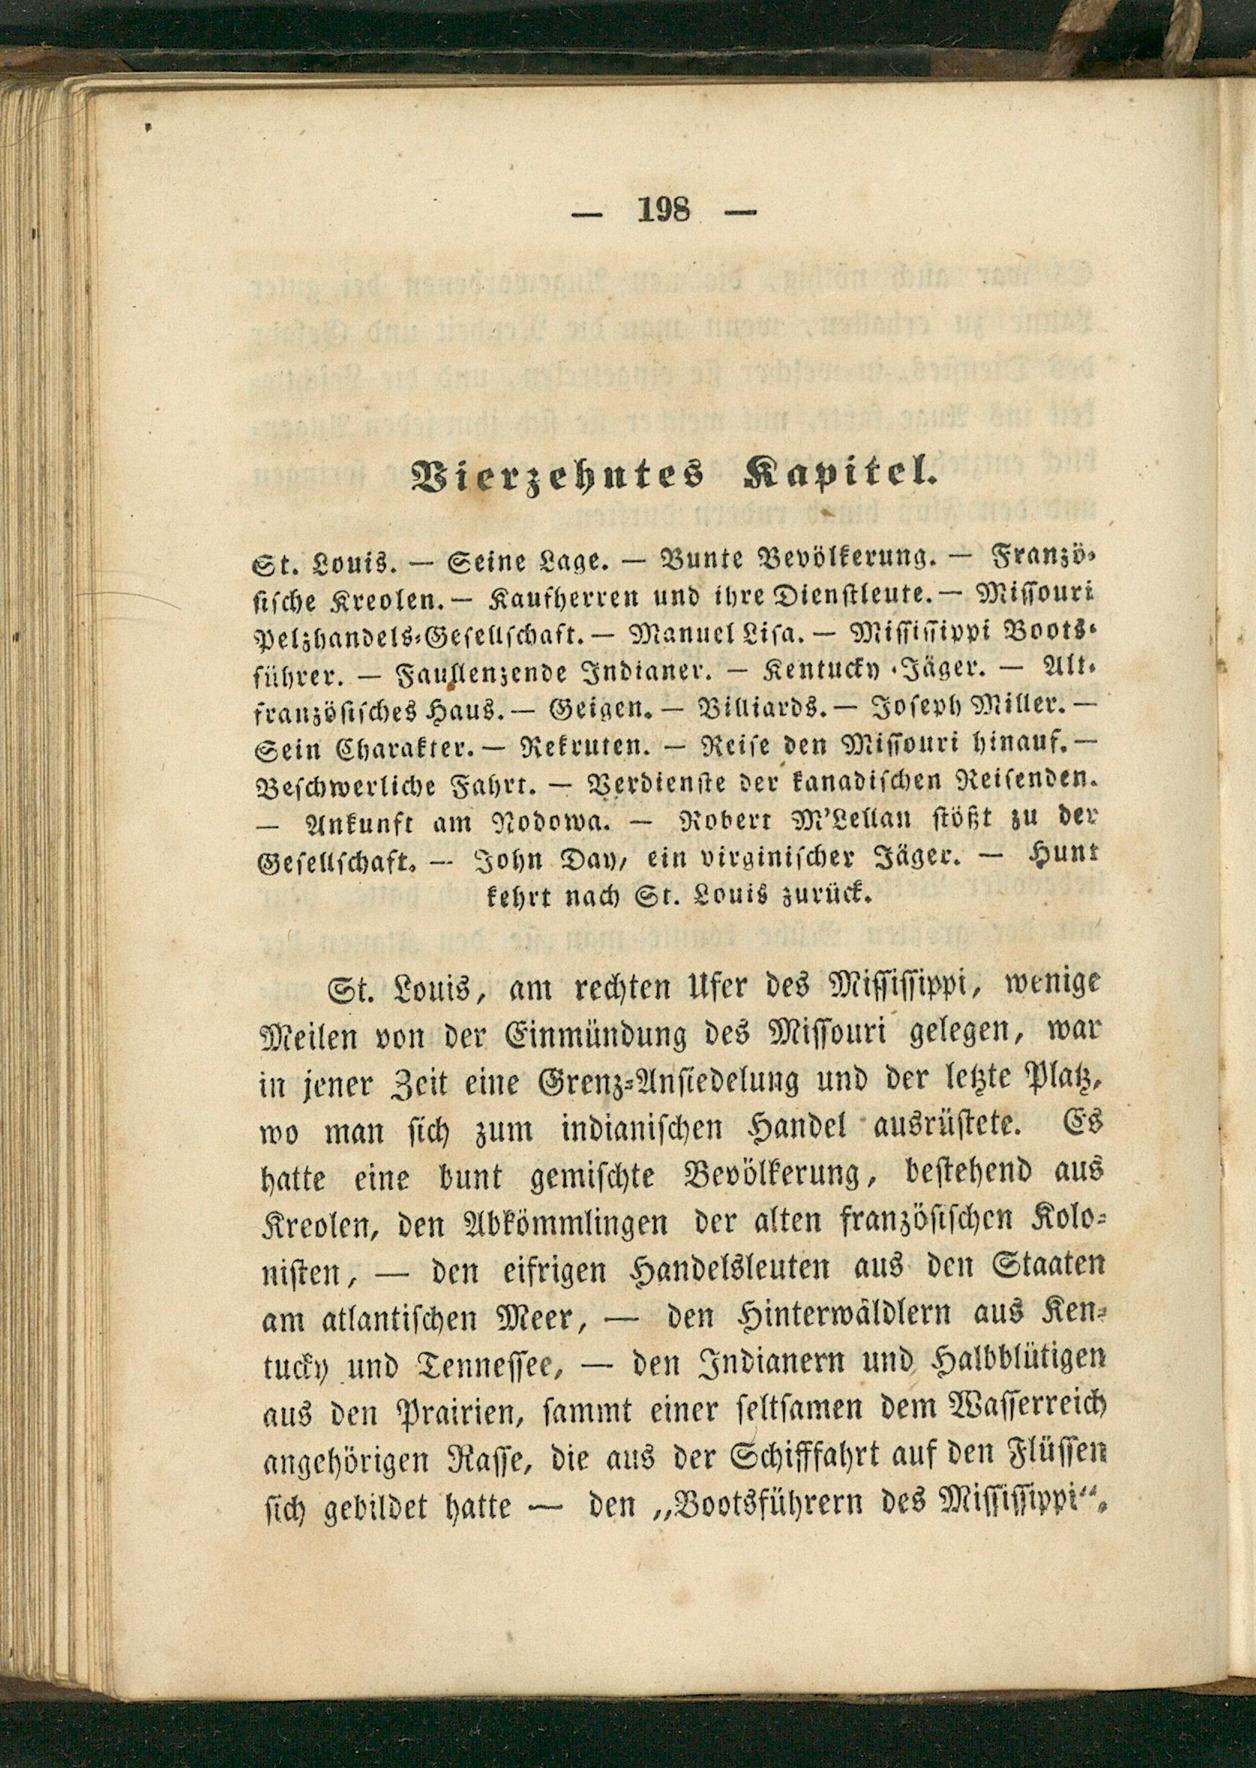 — 198 —
Vierzehntes Kapitel.
St. Louis. — Seine Lage. — Bunte Bevölkerung. — Franzö-
sische Kreolen. — Kaufherren und ihre Dienstleute. — Missouri
Pelzhandels-Gesellschaft. — Manuel Lisa. — Mississippi Boots-
führer. — Faullenzende Indianer. — Kentucky-Jäger. — Alt-
französisches Haus. — Geigen. — Billiards. — Joseph Miller. —
Sein Charakter. — Rekruten. — Reise den Missouri hinauf. —
Beschwerliche Fahrt. — Verdienste der kanadischen Reisenden.
— Ankunft am Nodowa. — Robert M'Lellan stößt zu der
Gesellschaft. — John Day, ein virginischer Jäger. — Hunt
kehrt nach St. Louis zurück.
St. Louis, am rechten Ufer des Mississippi, wenige
Meilen von der Einmündung des Missouri gelegen, war
in jener Zeit eine Grenz-Ansiedelung und der letzte Platz,
wo man sich zum indianischen Handel ausrüstete. Es
hatte eine bunt gemischte Bevölkerung, bestehend aus
Kreolen, den Abkömmlingen der alten französischen Kolo-
nisten, — den eifrigen Handelsleuten aus den Staaten
am atlantischen Meer, — den Hinterwäldlern aus Ken-
tucky und Tennessee, — den Indianern und Halbblütigen
aus den Prairien, sammt einer seltsamen dem Wasserreich
angehörigen Rasse, die aus der Schifffahrt auf den Flüssen
sich gebildet hatte — den „Bootsführern des Mississippi“.